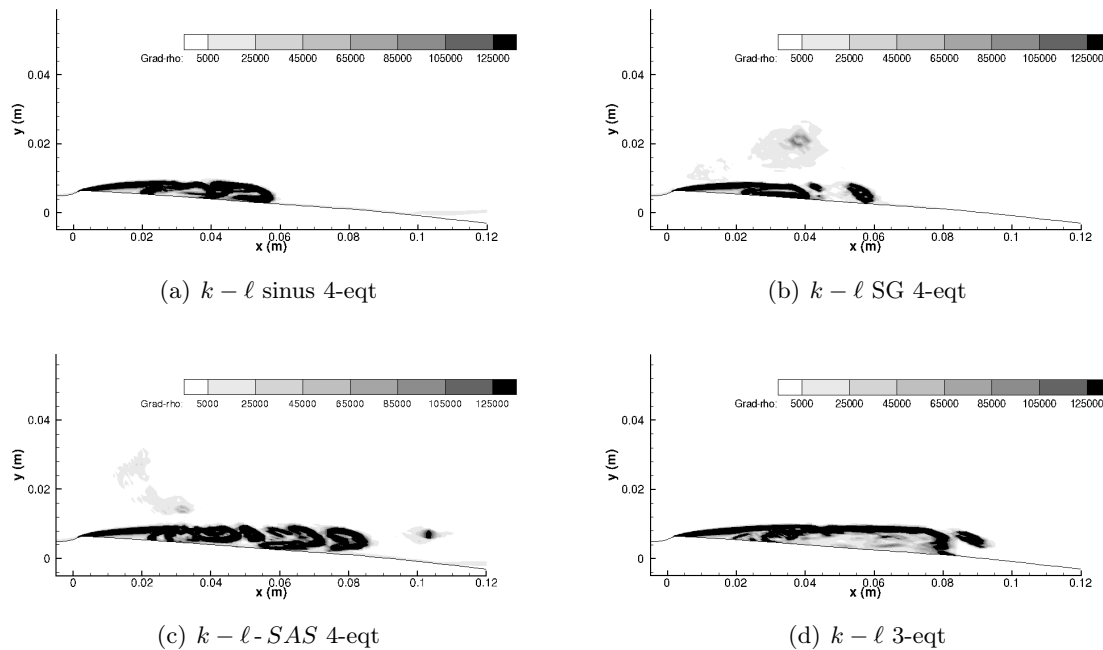 Grad-rho: 5000 25000 45000 65000 85000 105000 125000
0.04
0.02
0
y (m)
0 0.02 0.04 0.06 0.08 0.1 0.12
x (m)
(a) k − ℓ sinus 4-eqt
Grad-rho: 5000 25000 45000 65000 85000 105000 125000
0.04
0.02
0
y (m)
0 0.02 0.04 0.06 0.08 0.1 0.12
x (m)
(b) k − ℓ SG 4-eqt
Grad-rho: 5000 25000 45000 65000 85000 105000 125000
0.04
0.02
0
y (m)
0 0.02 0.04 0.06 0.08 0.1 0.12
x (m)
(c) k − ℓ - SAS 4-eqt
Grad-rho: 5000 25000 45000 65000 85000 105000 125000
0.04
0.02
0
y (m)
0 0.02 0.04 0.06 0.08 0.1 0.12
x (m)
(d) k − ℓ 3-eqt